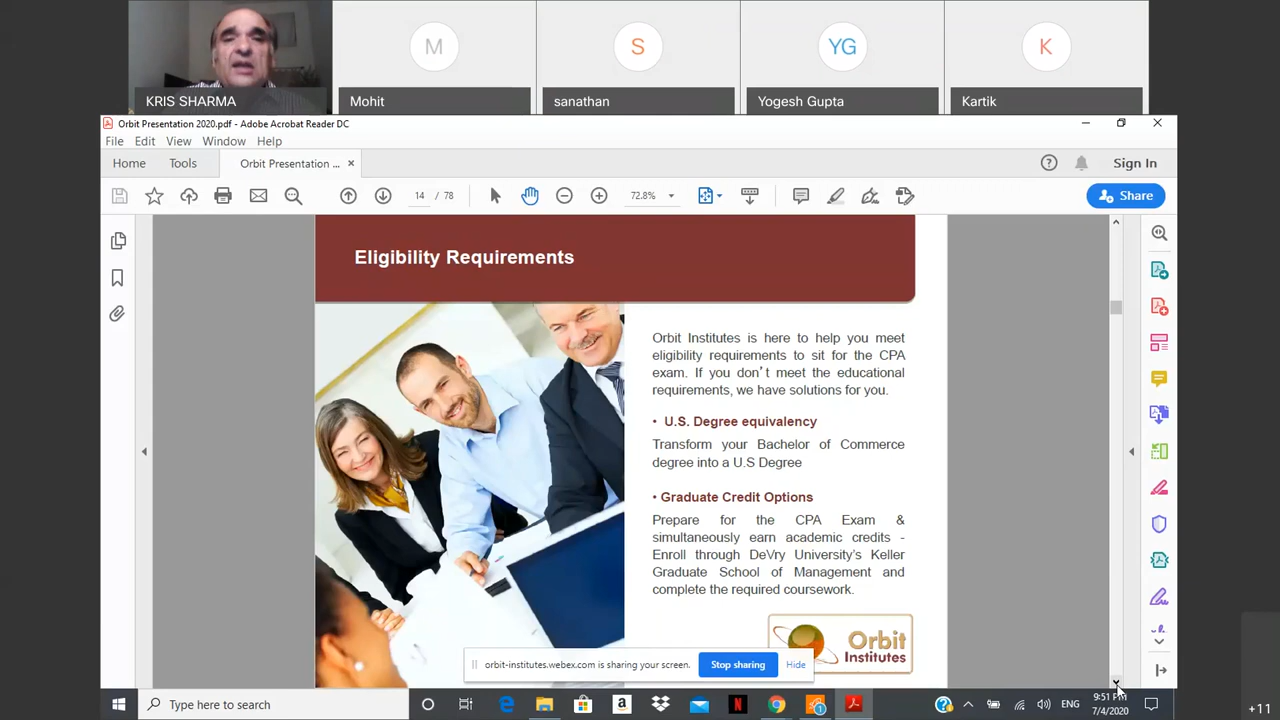 M
S
YG
K
KRIS SHARMA
Mohit
sanathan
Yogesh Gupta
Kartik
Orbit Presentation 2020.pdf - Adobe Acrobat Reader DC
File Edit View Window Help
Home Tools Orbit Presentation ... × Sign In
14 / 78 72.8% Share
Eligibility Requirements
Orbit Institutes is here to help you meet
eligibility requirements to sit for the CPA
exam. If you don't meet the educational
requirements, we have solutions for you.
• U.S. Degree equivalency
Transform your Bachelor of Commerce
degree into a U.S Degree
• Graduate Credit Options
Prepare for the CPA Exam &
simultaneously earn academic credits -
Enroll through DeVry University's Keller
Graduate School of Management and
complete the required coursework.
Orbit
Institutes
orbit-institutes.webex.com is sharing your screen. Stop sharing Hide
Type here to search
ENG
9:51 PM
7/4/2020
+11